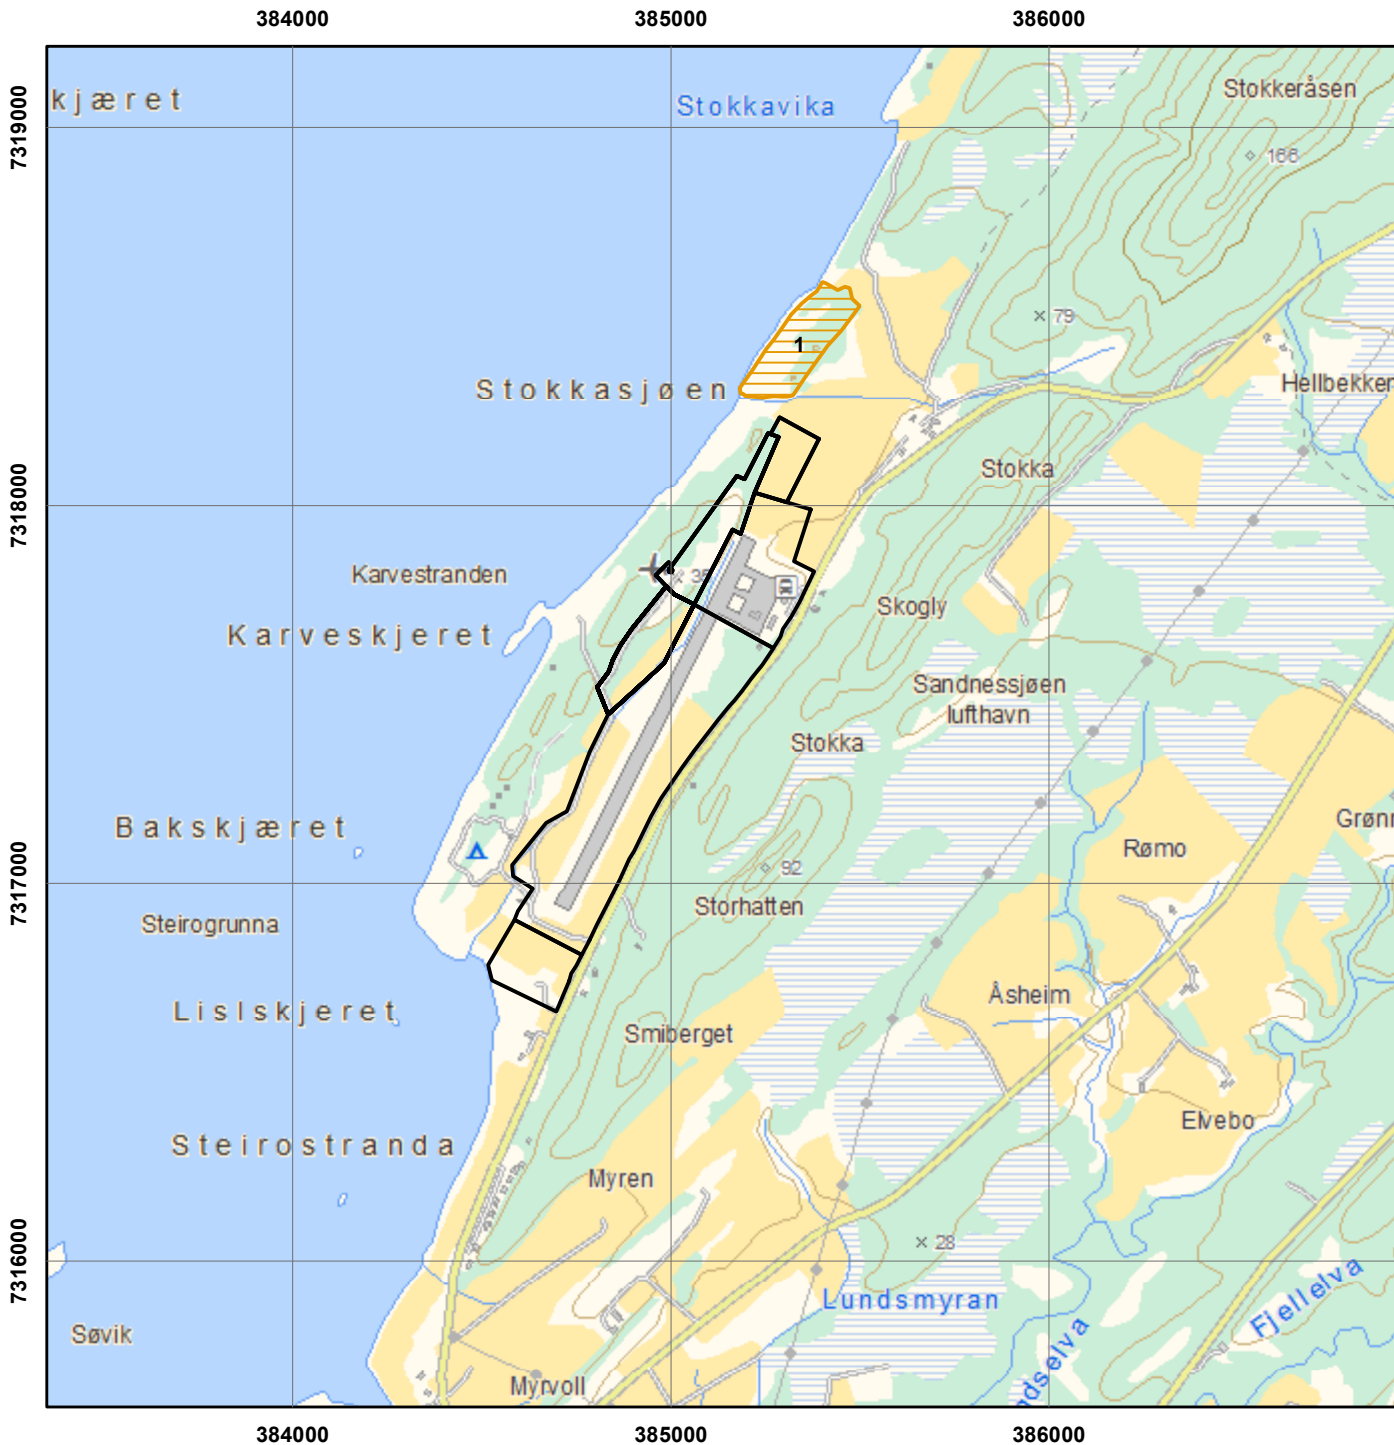 384000 385000 386000
7319000
7318000
7317000
7316000
kjæret
Stokkavika
Stokkeråsen
166
79
1
Stokkasjøen
Hellbekken
Stokka
Karvestranden
35
Skogly
Karveskjeret
Sandnessjøen
lufthavn
Stokka
Bakskjæret
Rømo
92
Storhatten
Steirogrunna
Åsheim
Lislskjeret
Smiberget
Elvebo
Steirostranda
Myren
28
Lundsmyran
Fjellelva
Søvik
Myrvoll
384000 385000 386000